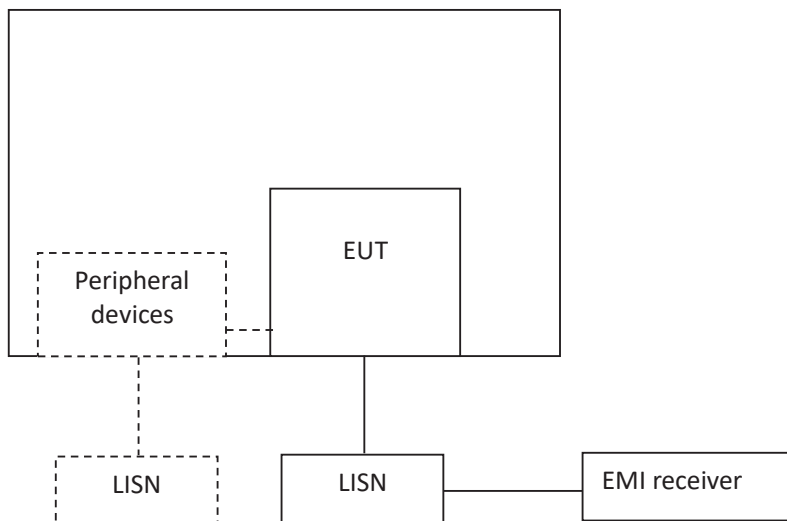 EUT
Peripheral
devices
LISN
LISN
EMI receiver